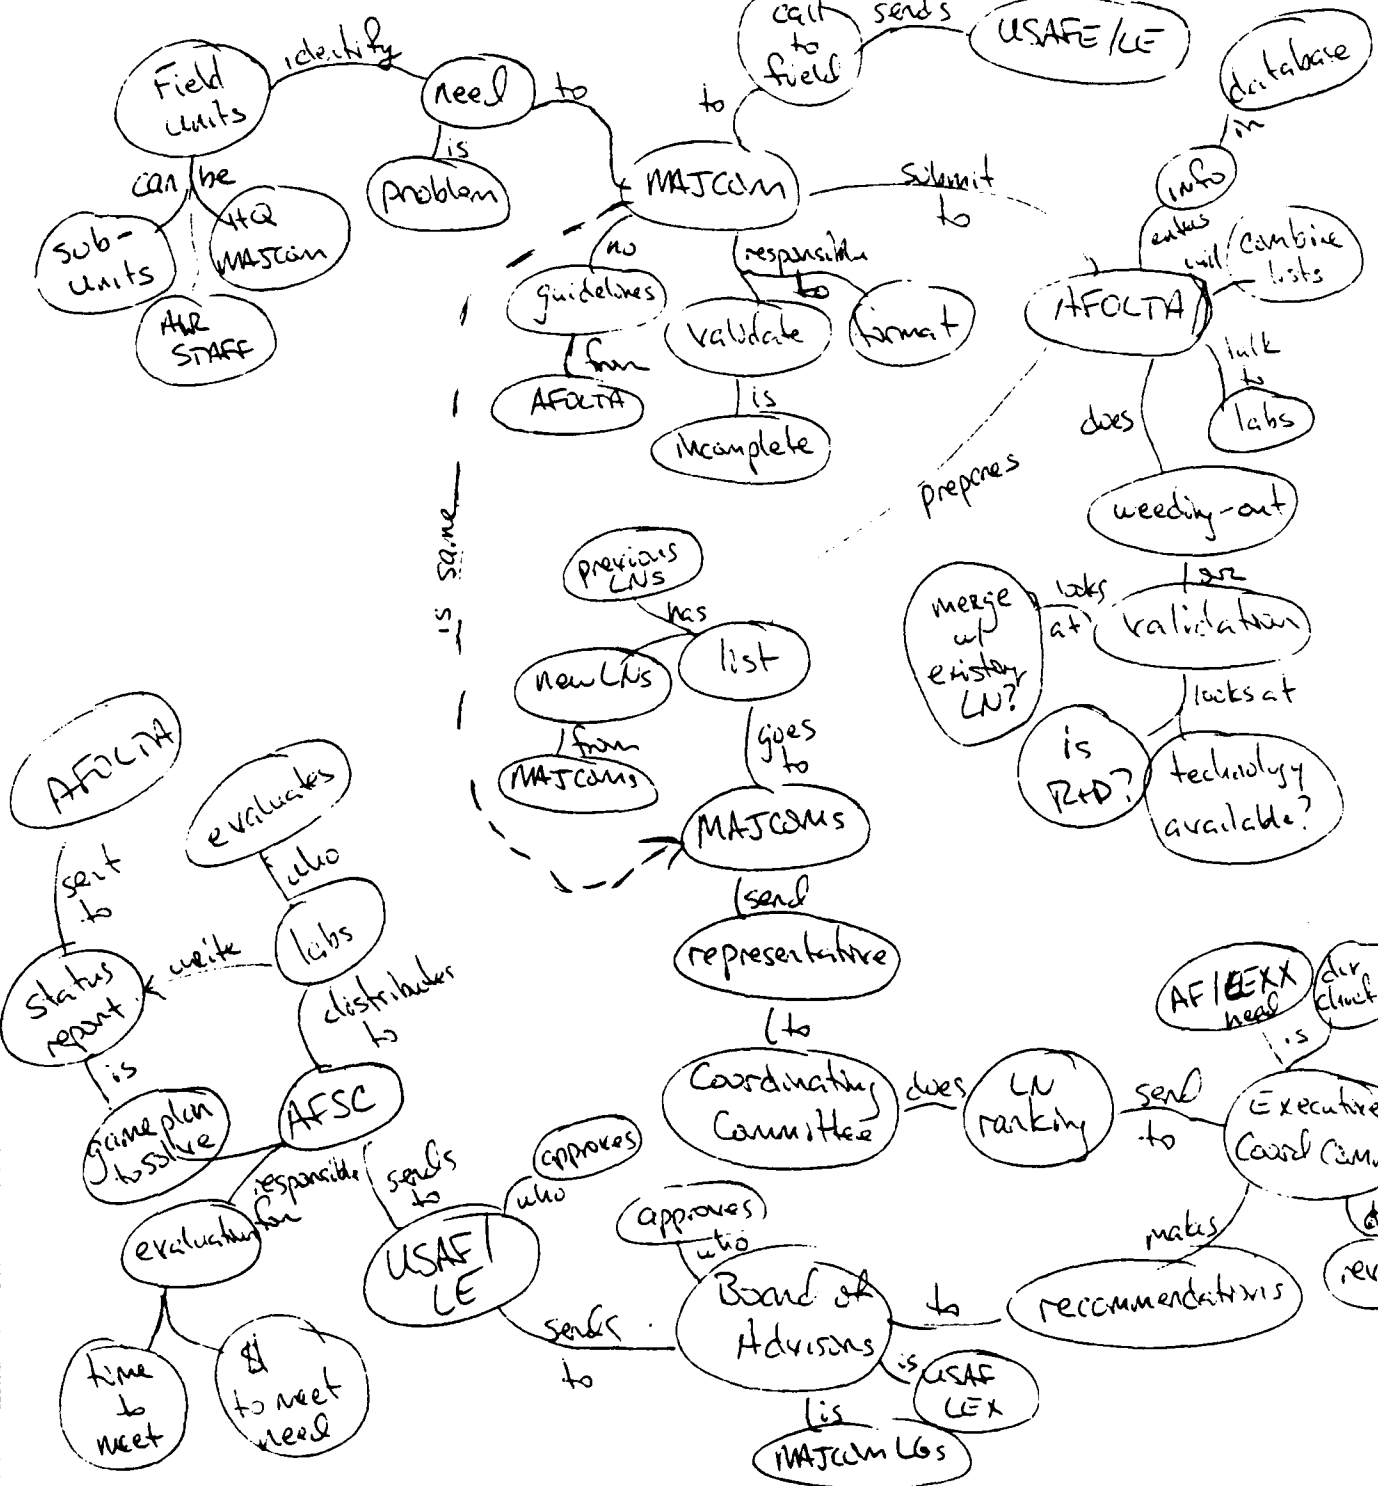 call
to
field
sends
USAFE/LE
database
in
info
Field
units
identify
need
to
is
problem
can be
sub-
units
HQ
MAJCOM
AIR
STAFF
to
MAJCOM
submit
to
no
guidelines
from
AFOLTA
responsible
to
validate
format
is
incomplete
enters
will
combine
lists
AFOLTA
talk
to
labs
does
weeding-out
prepares
is same
previous
LNs
has
list
new LNs
from
MAJCOMs
goes
to
MAJCOMs
looks
at
merge
w/
existing
LN?
validation
looks at
is
R+D?
technology
available?
send
representative
to
Coordinating
Committee
does
LN
ranking
send
to
AF/LEXX
head
dir
is
Executive
Coord Comm
makes
recommendations
to
Board of
Advisors
approves
who
is
USAF
LEX
is
MAJCOM LGs
AFOLTA
sent
to
status
report
is
game plan
to solve
evaluates
who
labs
write
distributes
to
AFSC
responsible
for
evaluation
time
to
meet
$
to meet
need
sends
to
USAF/
LE
who
approves
sends
to